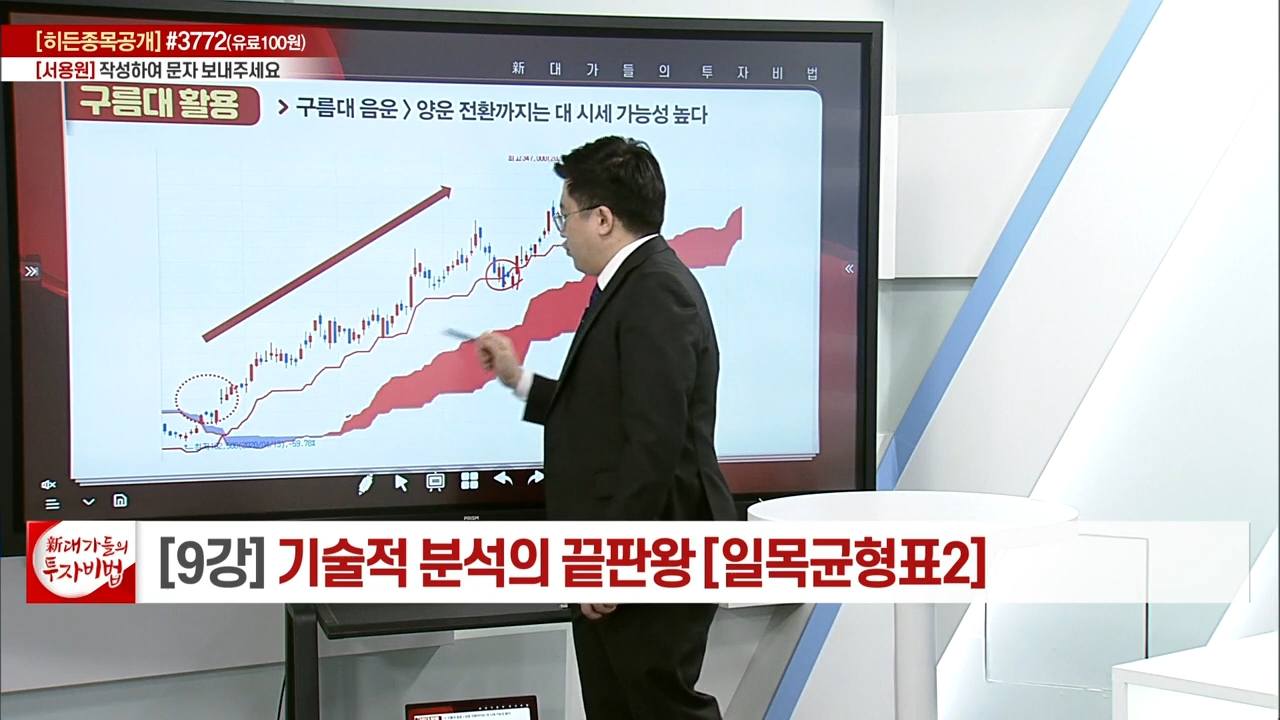 [히든종목공개] #3772(유료100원)
[서용원] 작성하여 문자 보내주세요
新 대 가 들 의 투 자 비 법
구름대 활용
구름대 음운 > 양운 전환까지는 대 시세 가능성 높다
PRISM
新대가들의
투자비법
[9강] 기술적 분석의 끝판왕 [일목균형표2]